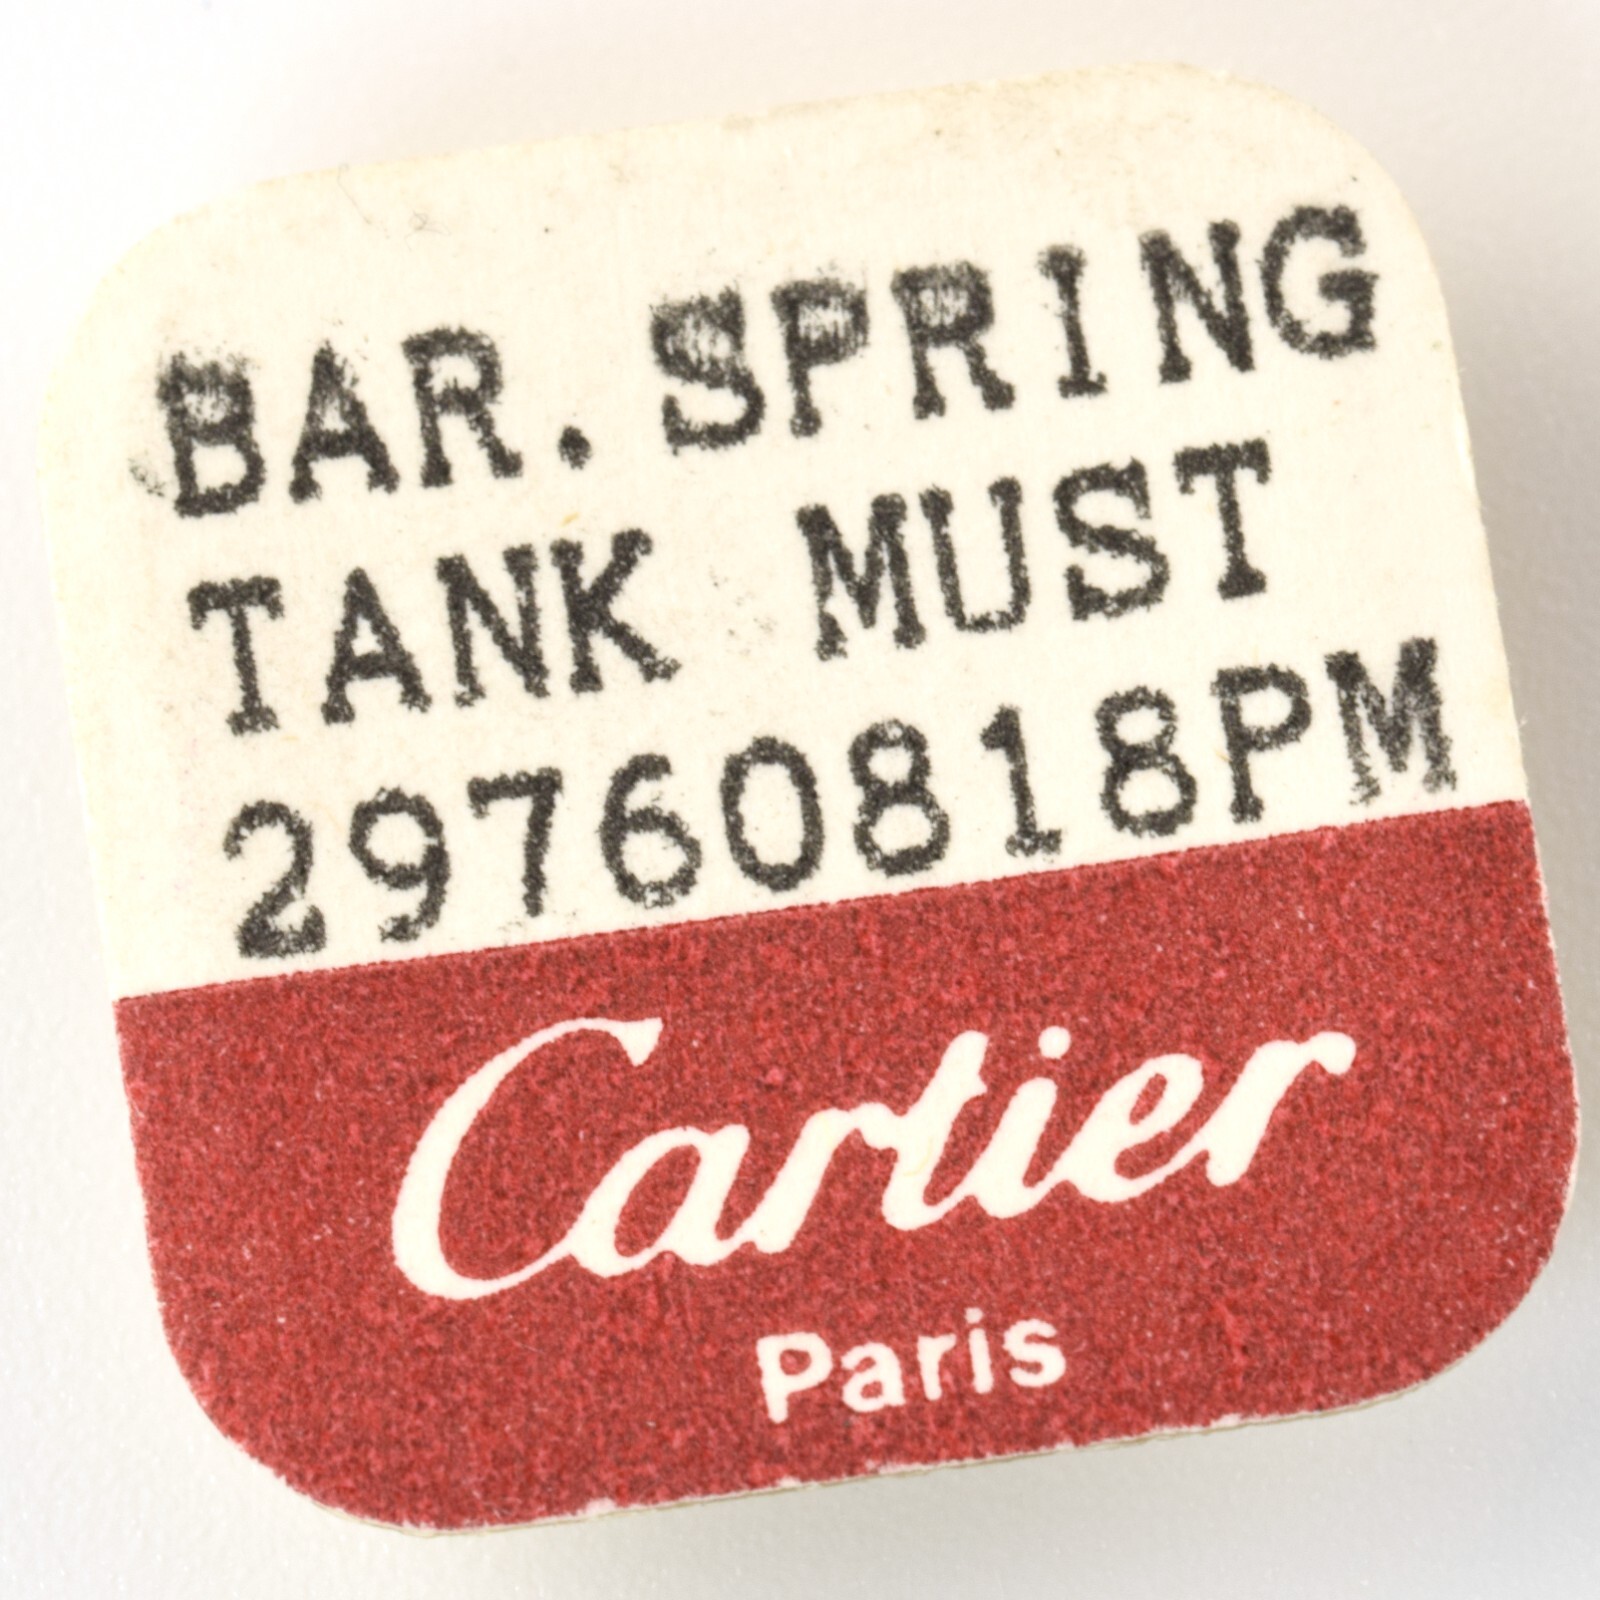 BAR. SPRING
TANK MUST
29760818PM
Cartier
Paris